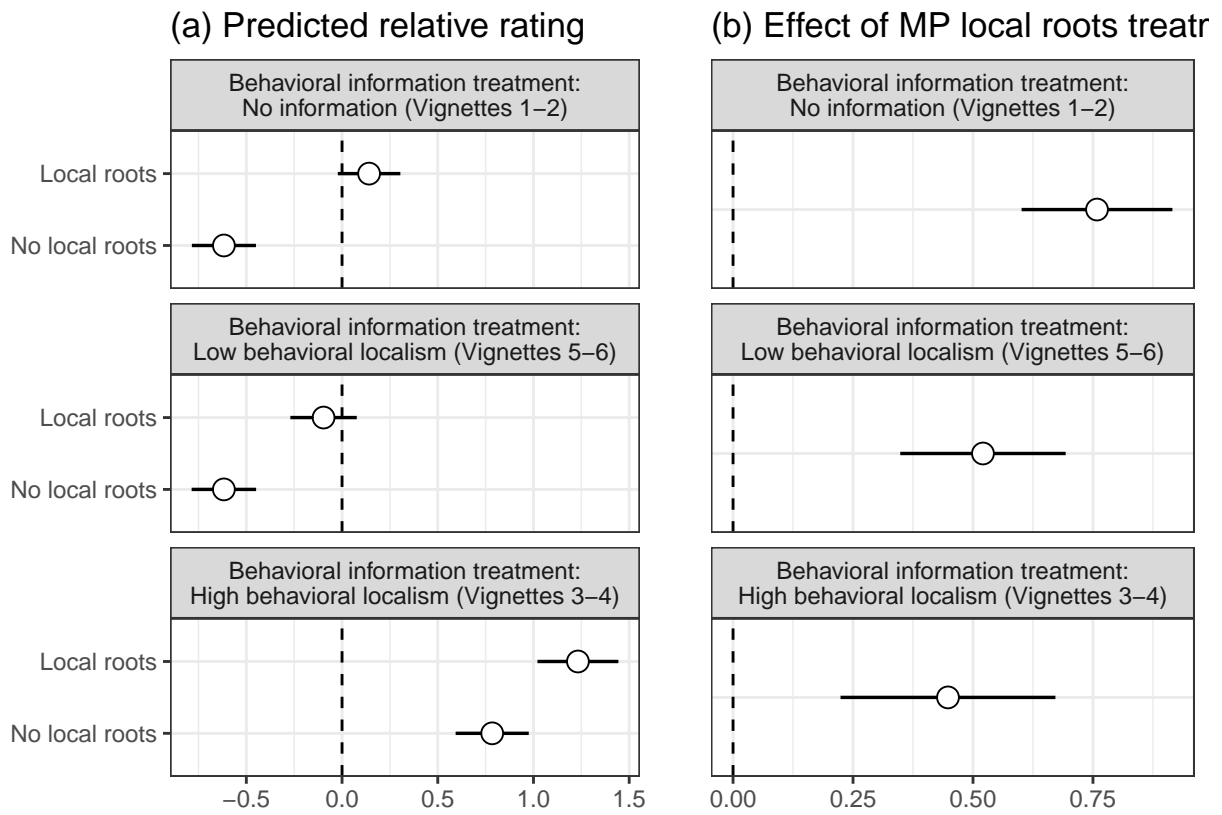 (a) Predicted relative rating
(b) Effect of MP local roots
Behavioral information treatment:
No information (Vignettes 1−2)
Local roots
No local roots
Behavioral information treatment:
Low behavioral localism (Vignettes 5−6)
Local roots
No local roots
Behavioral information treatment:
High behavioral localism (Vignettes 3−4)
Local roots
No local roots
−0.5 0.0 0.5 1.0 1.5
Behavioral information treatment:
No information (Vignettes 1−2)
Behavioral information treatment:
Low behavioral localism (Vignettes 5−6)
Behavioral information treatment:
High behavioral localism (Vignettes 3−4)
0.00 0.25 0.50 0.75